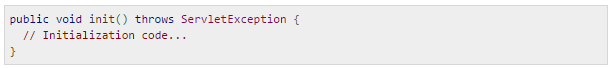 public void init() throws ServletException {
  // Initialization code...
}